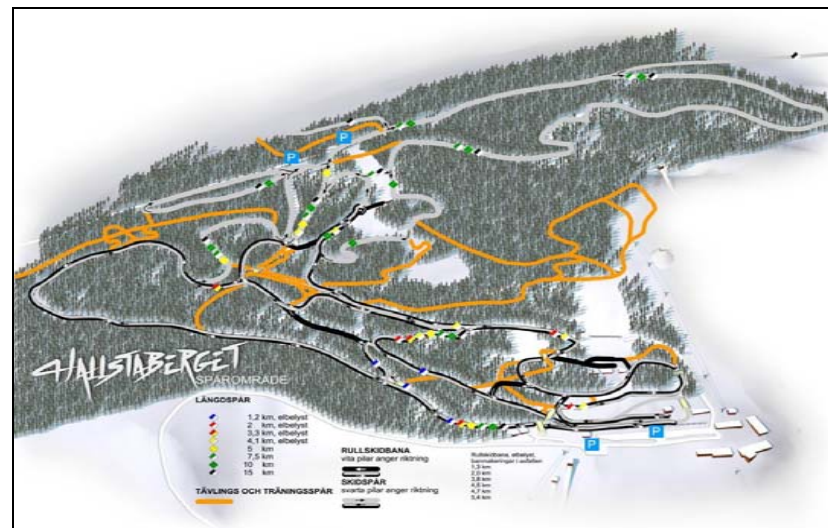 P
P
HALLSTABERGET
SPÅROMRÅDE
LÄNGDSPÅR
1,2 km, elbelyst
2 km, elbelyst
3,3 km, elbelyst
4,1 km, elbelyst
5 km
7,5 km
10 km
15 km
TÄVLINGS OCH TRÄNINGSSPÅR
RULLSKIDBANA
vita pilar anger riktning
SKIDSPÅR
svarta pilar anger riktning
Rullskidbana, elbelyst,
banmarkeringar i asfalten
1,3 km
2,0 km
3,8 km
4,5 km
4,7 km
5,4 km
P
P